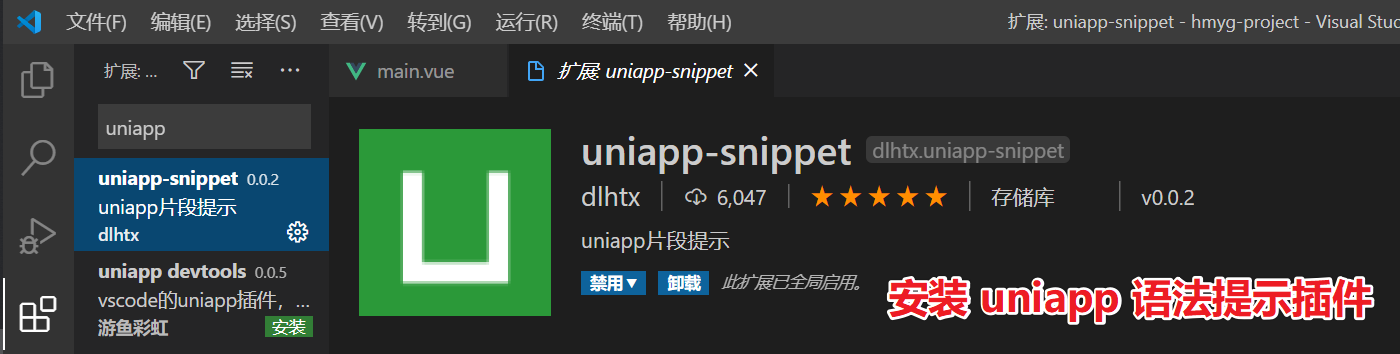 文件(F) 编辑(E) 选择(S) 查看(V) 转到(G) 运行(R) 终端(T) 帮助(H) 扩展: uniapp-snippet - hmyg-project - Visual Stu
扩展: ... main.vue 扩展: uniapp-snippet
uniapp
uniapp-snippet 0.0.2
uniapp片段提示
dlhtx
uniapp devtools 0.0.5
vscode的uniapp插件，...
游鱼彩虹 安装
uniapp-snippet dlhtx.uniapp-snippet
dlhtx 6,047 存储库 v0.0.2
uniapp片段提示
禁用 卸载 此扩展已全局启用。
安装 uniapp 语法提示插件